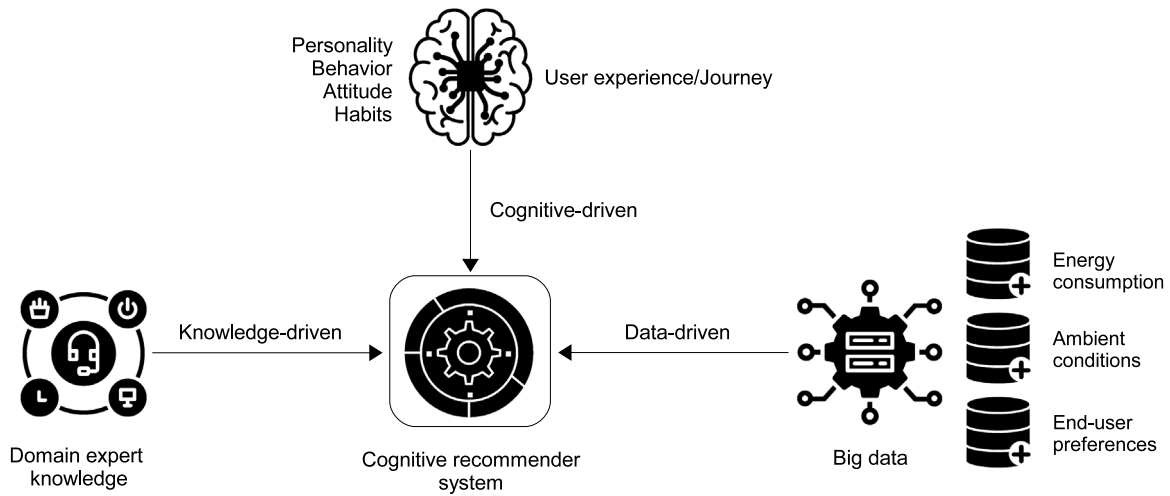 Personality
Behavior
Attitude
Habits
User experience/Journey
Cognitive-driven
Knowledge-driven
Data-driven
Energy
consumption
Ambient
conditions
End-user
preferences
Domain expert
knowledge
Cognitive recommender
system
Big data